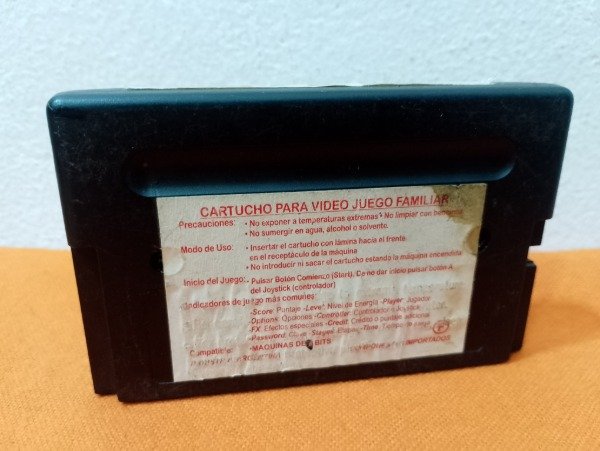 CARTUCHO PARA VIDEO JUEGO FAMILIAR
Precauciones: • No exponer a temperaturas extremas • No limpiar con bencina
• No sumergir en agua, alcohol o solvente.
Modo de Uso: • Insertar el cartucho con lámina hacia el frente
en el receptáculo de la máquina
• No introducir ni sacar el cartucho estando la máquina encendida
Inicio del Juego: • Pulsar Botón Comienzo (Start). De no dar inicio pulsar botón A
del Joystick (controlador)
Indicadores de juego más comunes:
-Score: Puntaje -Level: Nivel de Energía -Player: Jugador
Options: Opciones -Controller: Controlador o Joystick
FX: Efectos especiales -Credit: Crédito o puntaje adicional
-Password: Clave -Stages: Etapas -Time: Tiempo de juego
Compatible: -MAQUINAS DE BITS
IMPORTADOS